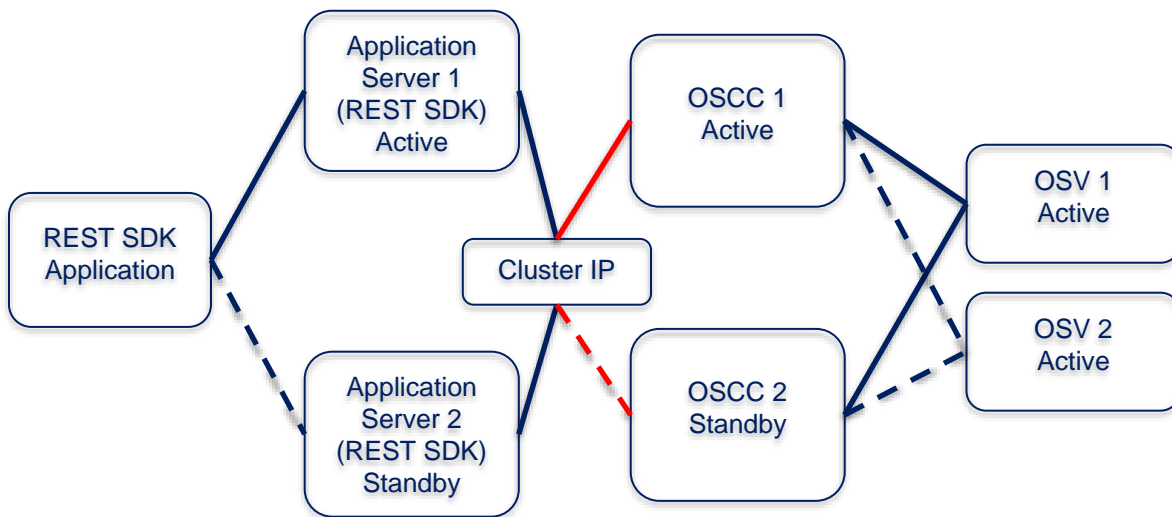 REST SDK
Application
Application
Server 1
(REST SDK)
Active
Application
Server 2
(REST SDK)
Standby
Cluster IP
OSCC 1
Active
OSCC 2
Standby
OSV 1
Active
OSV 2
Active